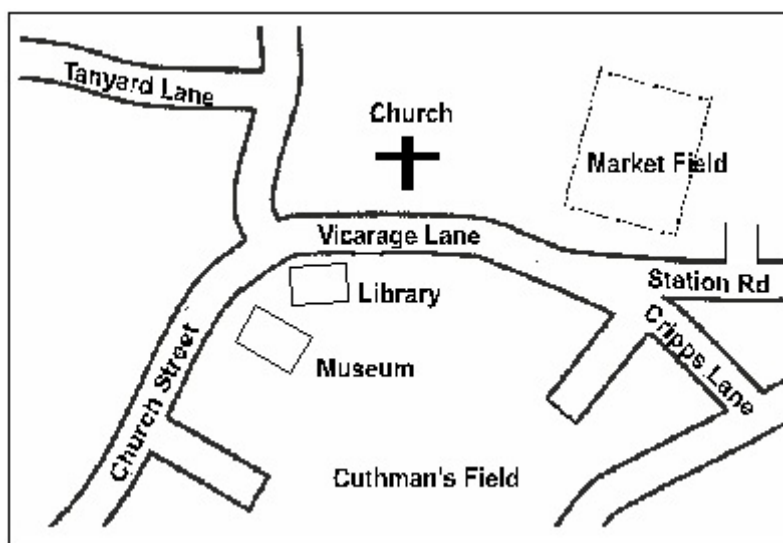 Tanyard Lane
Church
Market Field
Vicarage Lane
Station Rd
Library
Cripps Lane
Museum
Church Street
Cuthman's Field